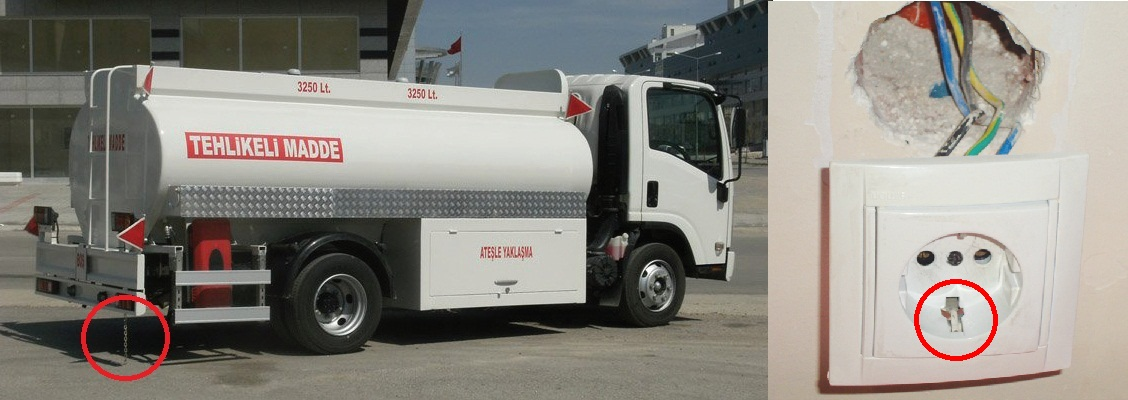 3250 Lt.
3250 Lt.
TEHLİKELİ MADDE
ATEŞLE YAKLAŞMA